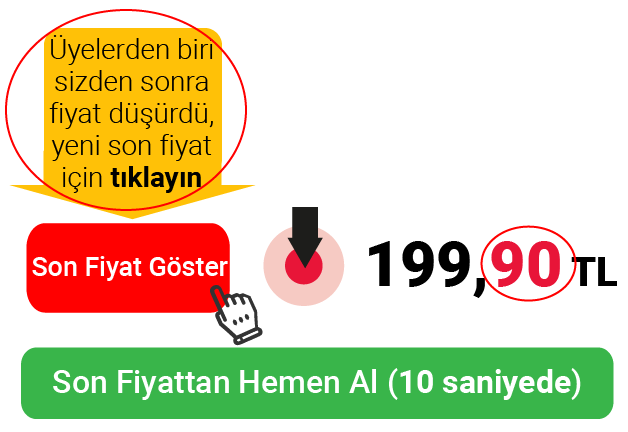 Üyelerden biri
sizden sonra
fiyat düşürdü,
yeni son fiyat
için tıklayın
Son Fiyat Göster
199,90 TL
Son Fiyattan Hemen Al (10 saniyede)